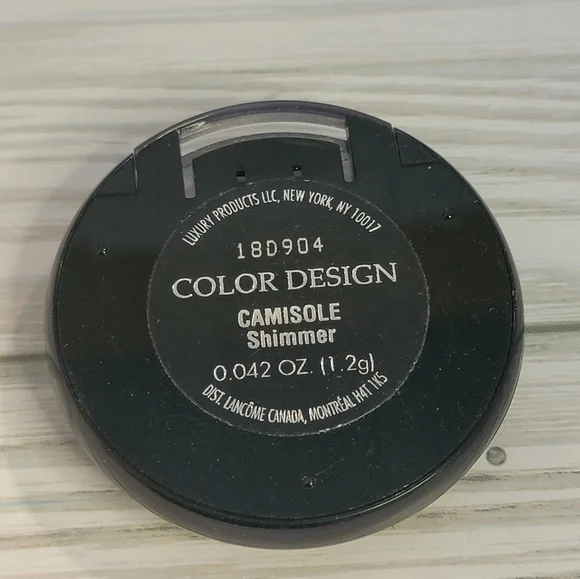 LUXURY PRODUCTS LLC, NEW YORK, NY 10017
18D904
COLOR DESIGN
CAMISOLE
Shimmer
0.042 OZ. (1.2g)
DIST. LANCÔME CANADA, MONTRÉAL H4T 1K5